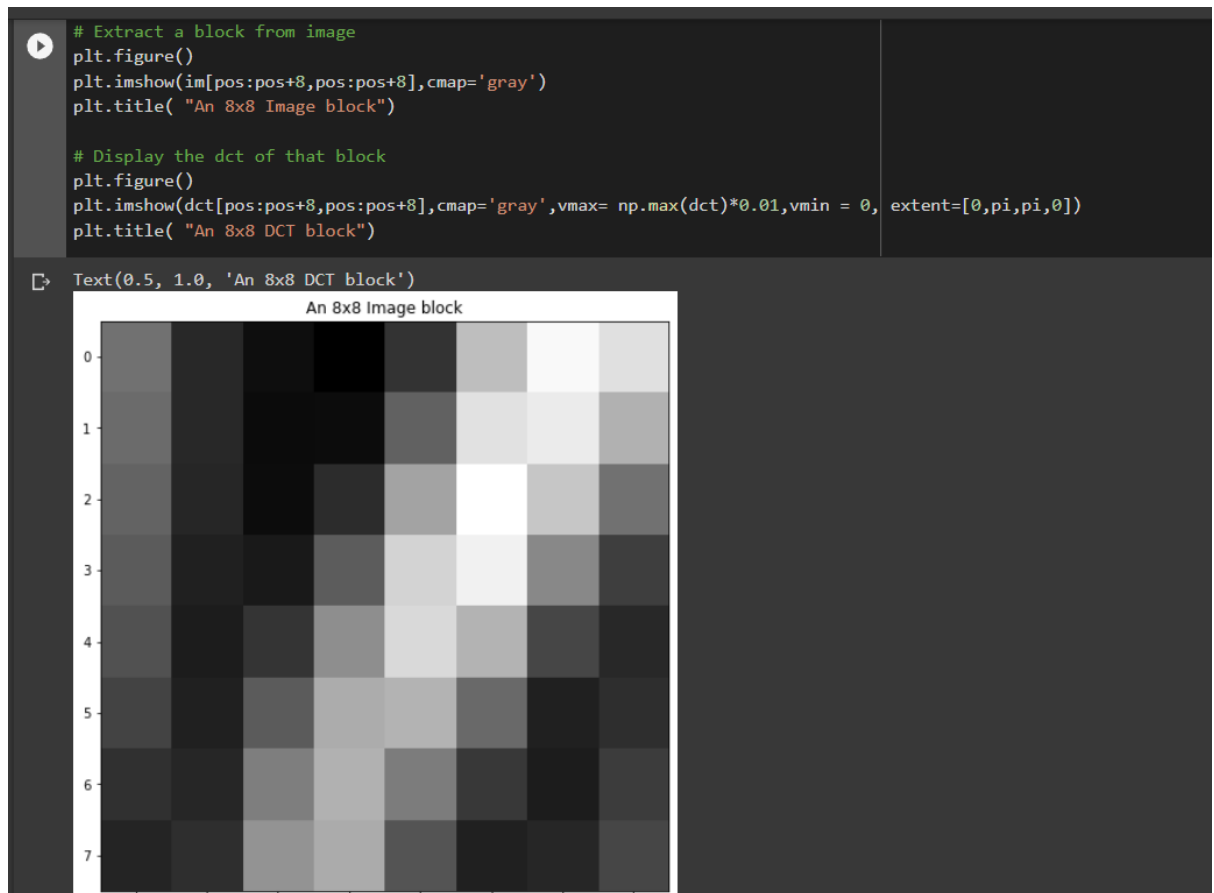 # Extract a block from image
plt.figure()
plt.imshow(im[pos:pos+8,pos:pos+8],cmap='gray')
plt.title( "An 8x8 Image block")
# Display the dct of that block
plt.figure()
plt.imshow(dct[pos:pos+8,pos:pos+8],cmap='gray',vmax= np.max(dct)*0.01,vmin = 0, extent=[0,pi,pi,0])
plt.title( "An 8x8 DCT block")
Text(0.5, 1.0, 'An 8x8 DCT block')
An 8x8 Image block
0
1
2
3
4
5
6
7